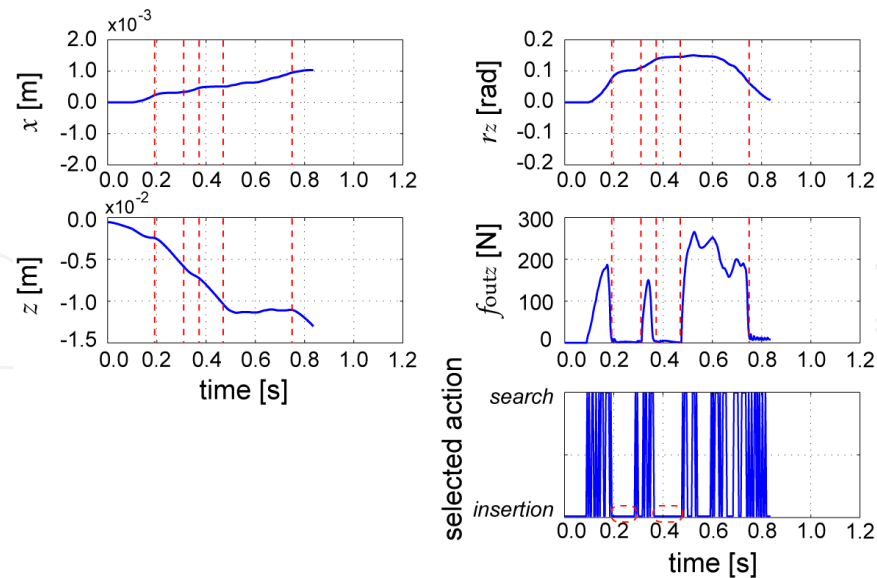 x10⁻³
2.0
1.0
0.0
-1.0
-2.0
x [m]
0.0 0.2 0.4 0.6 0.8 1.0 1.2
x10⁻²
0.0
-0.5
-1.0
-1.5
z [m]
0.0 0.2 0.4 0.6 0.8 1.0 1.2
time [s]
0.2
0.1
0.0
-0.1
-0.2
rz [rad]
0.0 0.2 0.4 0.6 0.8 1.0 1.2
300
200
100
0
foutz [N]
0.0 0.2 0.4 0.6 0.8 1.0 1.2
search
insertion
selected action
0.0 0.2 0.4 0.6 0.8 1.0 1.2
time [s]